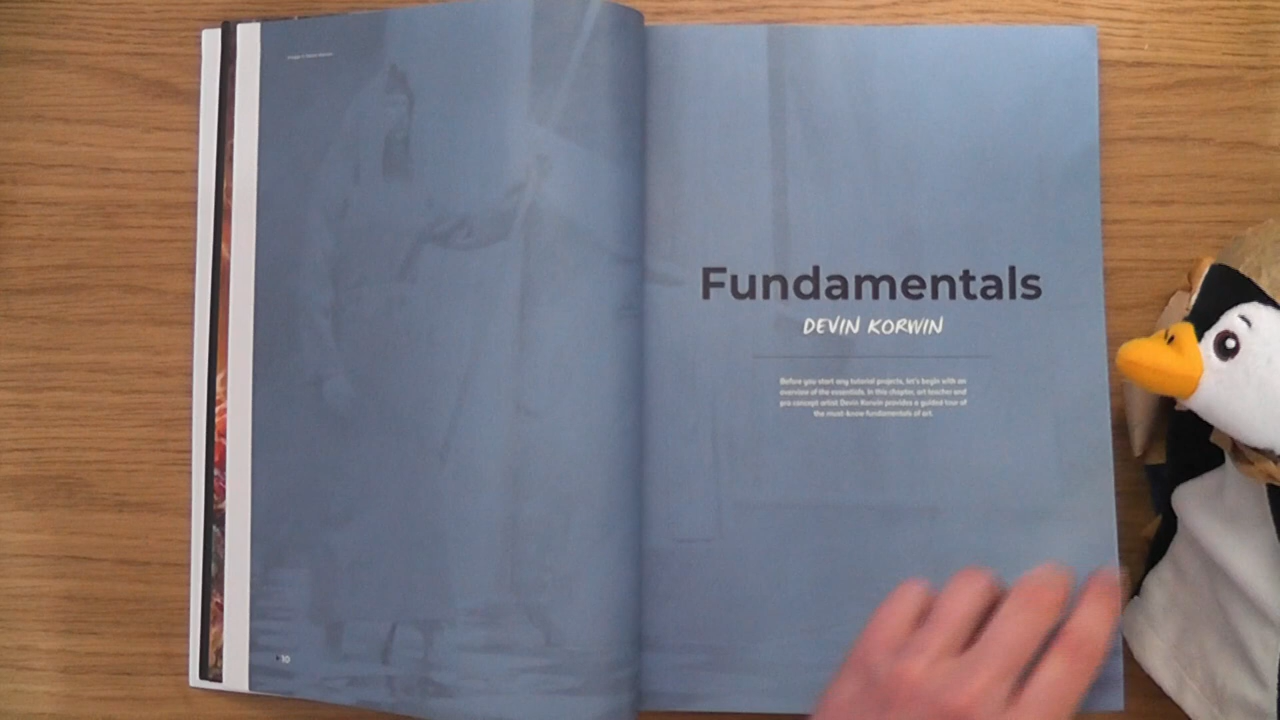 10
Fundamentals
DEVIN KORWIN
Before you start any tutorial projects, let's begin with an
overview of the essentials. In this chapter, art teacher and
pro concept artist Devin Korwin provides a guided tour of
the must-know fundamentals of art.